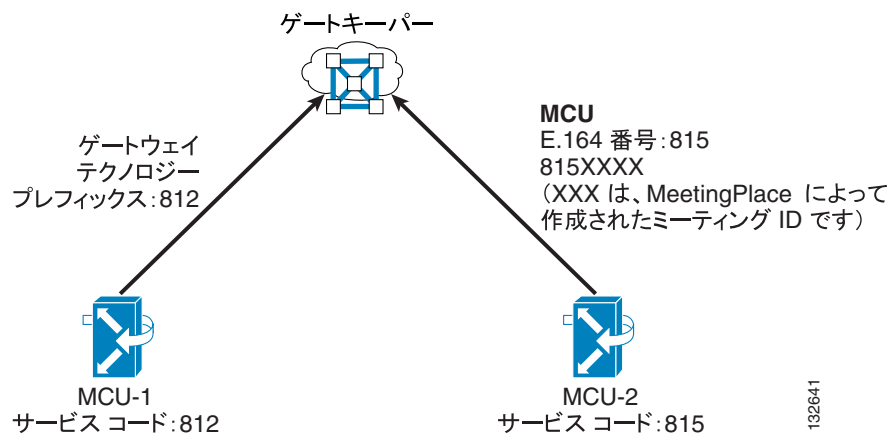 ゲートキーパー
MCU
E.164 番号:815
815XXXX
（XXX は、MeetingPlace によって
作成されたミーティング ID です）
ゲートウェイ
テクノロジー
プレフィックス:812
MCU-1
サービス コード:812
MCU-2
サービス コード:815
132641